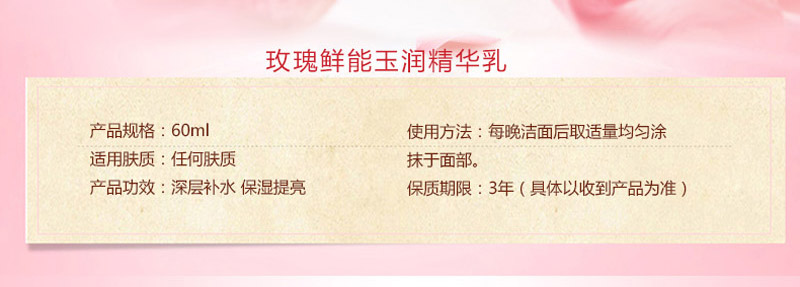 玫瑰鲜能玉润精华乳
产品规格：60ml
适用肤质：任何肤质
产品功效：深层补水 保湿提亮
使用方法：每晚洁面后取适量均匀涂
抹于面部。
保质期限：3年（具体以收到产品为准）